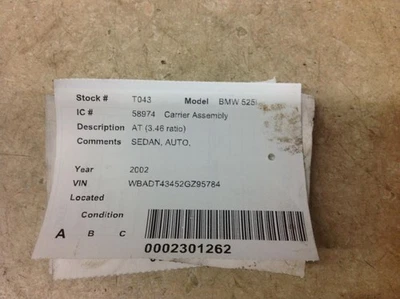 Stock # T043 Model BMW 525i
IC # 58974 Carrier Assembly
Description AT (3.46 ratio)
Comments SEDAN, AUTO,
Year 2002
VIN WBADT43452GZ95784
Located
Condition
A B C
0002301262